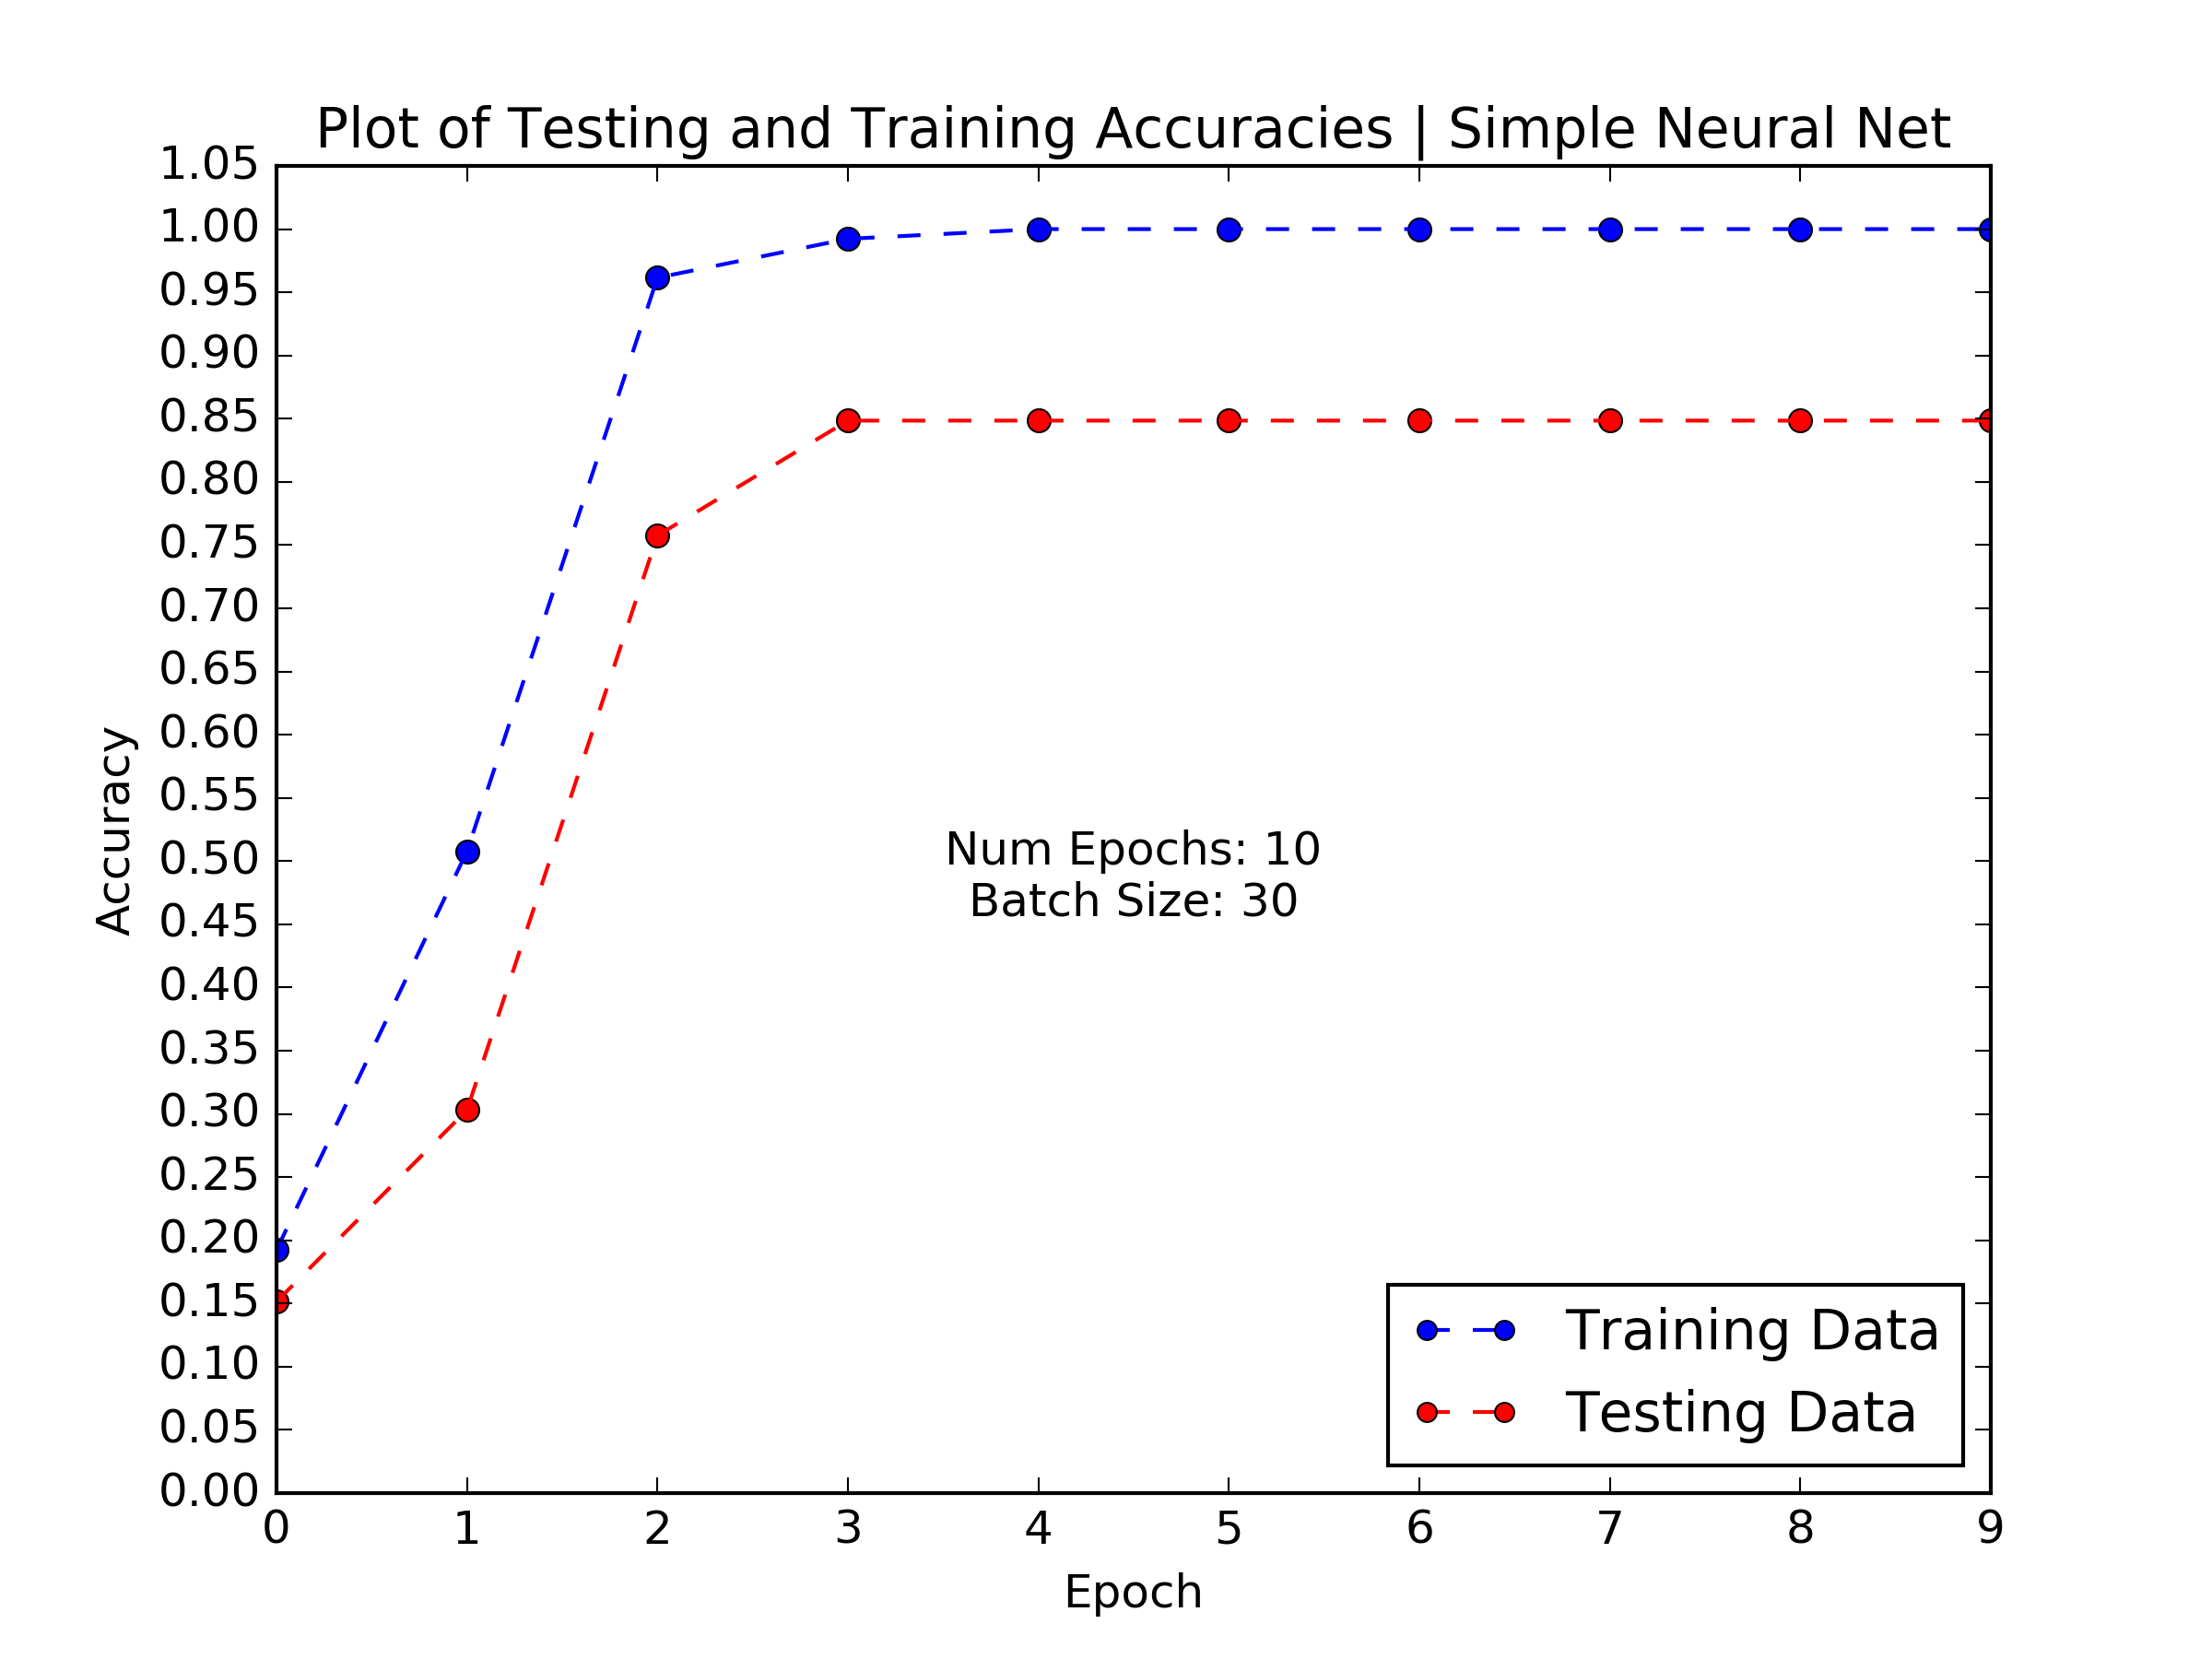 Plot of Testing and Training Accuracies | Simple Neural Net
1.05
1.00
0.95
0.90
0.85
0.80
0.75
0.70
0.65
0.60
0.55
0.50
0.45
0.40
0.35
0.30
0.25
0.20
0.15
0.10
0.05
0.00
Accuracy
Num Epochs: 10
Batch Size: 30
Training Data
Testing Data
0 1 2 3 4 5 6 7 8 9
Epoch